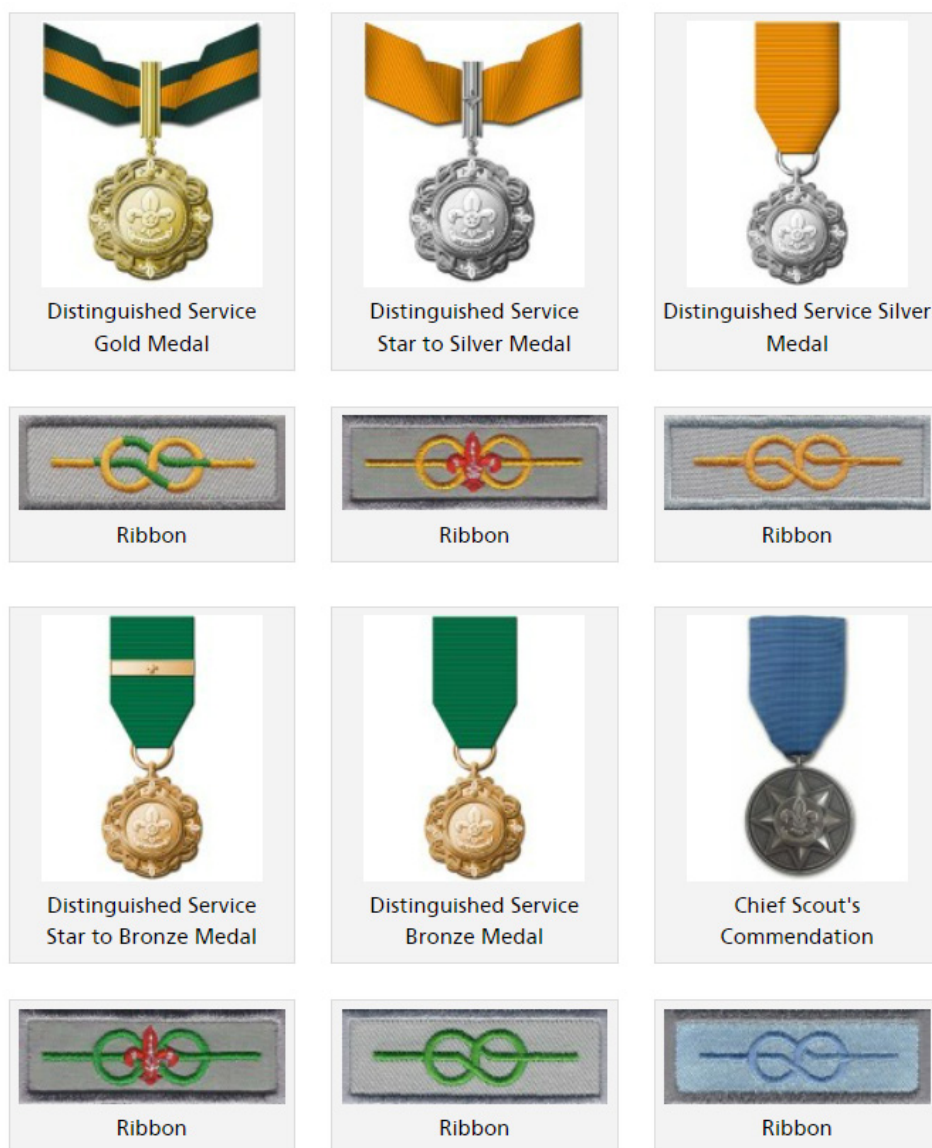 Distinguished Service
Gold Medal
Distinguished Service
Star to Silver Medal
Distinguished Service Silver
Medal
Ribbon
Ribbon
Ribbon
Distinguished Service
Star to Bronze Medal
Distinguished Service
Bronze Medal
Chief Scout's
Commendation
Ribbon
Ribbon
Ribbon